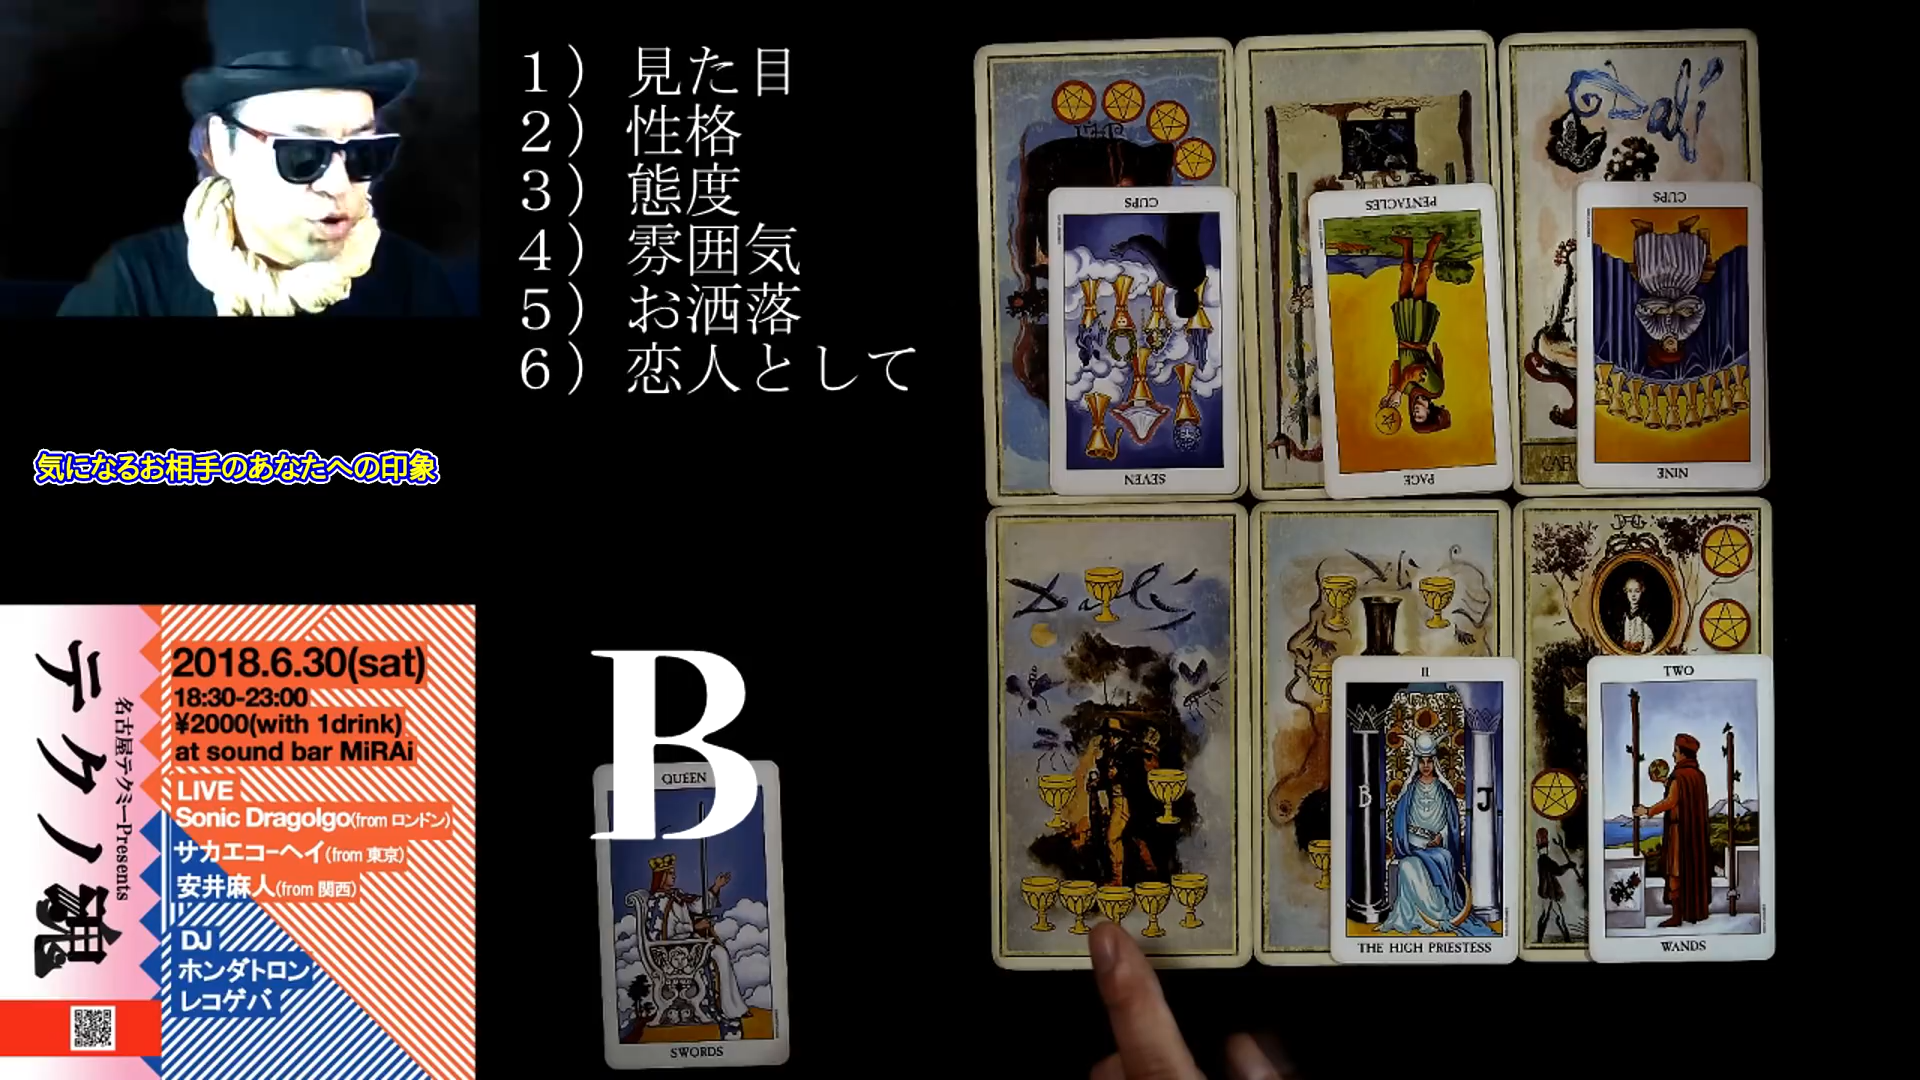 1） 見た目
2） 性格
3） 態度
4） 雰囲気
5） お洒落
6） 恋人として
気になるお相手のあなたへの印象
テクノ魂
名古屋テクミーPresents
2018.6.30(sat)
18:30-23:00
¥2000(with 1drink)
at sound bar MiRAi
LIVE
Sonic Dragolgo(from ロンドン)
サカエコーヘイ(from 東京)
安井麻人(from 関西)
DJ
ホンダトロン
レコゲバ
B
QUEEN
SWORDS
CUPS
SEVEN
PENTACLES
PAGE
Dalí
CUPS
NINE
Dalí
II
B
J
THE HIGH PRIESTESS
TWO
WANDS